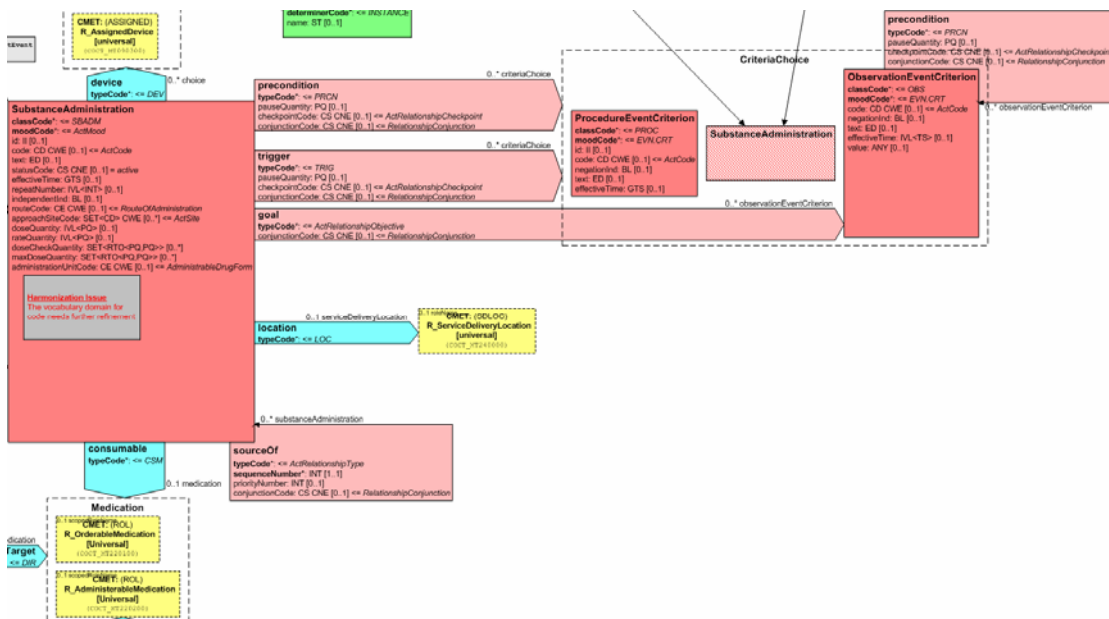 CMET: (ASSIGNED)
R_AssignedDevice
[universal]
device
0..* choice
typeCode*: <= DEV
determinerCode*: <= INSTANCE
name: ST [0..1]
SubstanceAdministration
classCode*: <= SBADM
moodCode*: <= ActMood
id: II [0..1]
code: CD CWE [0..1] <= ActCode
text: ED [0..1]
statusCode: CS CNE [0..1] = active
effectiveTime: GTS [0..1]
repeatNumber: IVL<INT> [0..1]
independentInd: BL [0..1]
routeCode: CE CWE [0..1] <= RouteOfAdministration
approachSiteCode: SET<CD> CWE [0..*] <= ActSite
doseQuantity: IVL<PQ> [0..1]
rateQuantity: IVL<PQ> [0..1]
doseCheckQuantity: SET<RTO<PQ,PQ>> [0..*]
maxDoseQuantity: SET<RTO<PQ,PQ>> [0..*]
administrationUnitCode: CE CWE [0..1] <= AdministrableDrugForm
Harmonization Issue
The vocabulary domain for
code needs further refinement
0..* criteriaChoice
precondition
typeCode*: <= PRCN
pauseQuantity: PQ [0..1]
checkpointCode: CS CNE [0..1] <= ActRelationshipCheckpoint
conjunctionCode: CS CNE [0..1] <= RelationshipConjunction
0..* criteriaChoice
trigger
typeCode*: <= TRIG
pauseQuantity: PQ [0..1]
checkpointCode: CS CNE [0..1] <= ActRelationshipCheckpoint
conjunctionCode: CS CNE [0..1] <= RelationshipConjunction
0..* observationEventCriterion
goal
typeCode*: <= ActRelationshipObjective
conjunctionCode: CS CNE [0..1] <= RelationshipConjunction
CriteriaChoice
ProcedureEventCriterion
classCode*: <= PROC
moodCode*: <= EVN.CRT
id: II [0..1]
code: CD CWE [0..1] <= ActCode
negationInd: BL [0..1]
text: ED [0..1]
effectiveTime: GTS [0..1]
SubstanceAdministration
precondition
typeCode*: <= PRCN
pauseQuantity: PQ [0..1]
checkpointCode: CS CNE [0..1] <= ActRelationshipCheckpoint
conjunctionCode: CS CNE [0..1] <= RelationshipConjunction
ObservationEventCriterion
classCode*: <= OBS
moodCode*: <= EVN.CRT
code: CD CWE [0..1] <= ActCode
negationInd: BL [0..1]
text: ED [0..1]
effectiveTime: IVL<TS> [0..1]
value: ANY [0..1]
0..* observationEventCriterion
0..1 serviceDeliveryLocation
location
typeCode*: <= LOC
CMET: (SDLOC)
R_ServiceDeliveryLocation
[universal]
(COCT_MT240000)
0..* substanceAdministration
sourceOf
typeCode*: <= ActRelationshipType
sequenceNumber*: INT [1..1]
priorityNumber: INT [0..1]
conjunctionCode: CS CNE [0..1] <= RelationshipConjunction
consumable
typeCode*: <= CSM
0..1 medication
Medication
CMET: (ROL)
R_OrderableMedication
[Universal]
(COCT_MT220100)
CMET: (ROL)
R_AdministerableMedication
[Universal]
(COCT_MT220200)
dication
Target
<= DIR